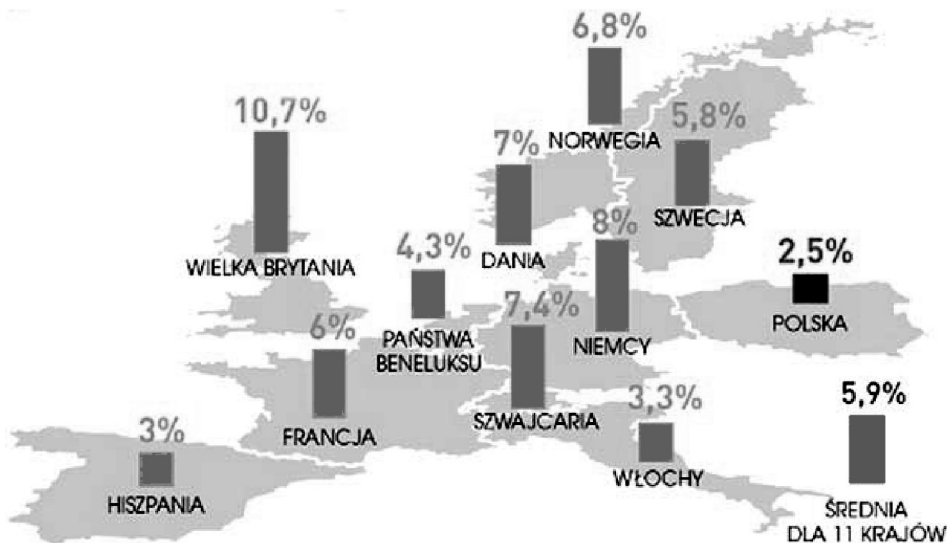 6,8%
NORWEGIA
10,7%
WIELKA BRYTANIA
7%
DANIA
5,8%
SZWECJA
4,3%
PAŃSTWA
BENELUKSU
8%
NIEMCY
2,5%
POLSKA
6%
FRANCJA
7,4%
SZWAJCARIA
3,3%
WŁOCHY
3%
HISZPANIA
5,9%
ŚREDNIA
DLA 11 KRAJÓW